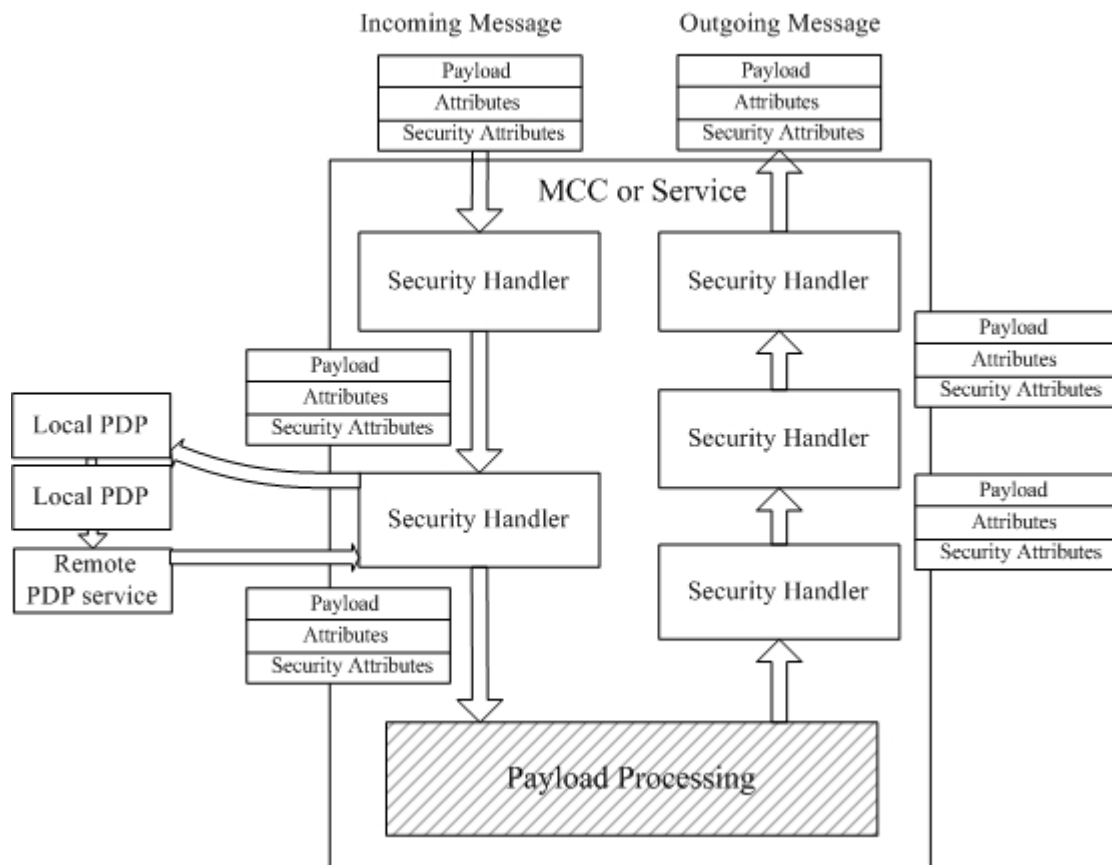 Incoming Message
Outgoing Message
Payload
Attributes
Security Attributes
Payload
Attributes
Security Attributes
MCC or Service
Security Handler
Security Handler
Payload
Attributes
Security Attributes
Payload
Attributes
Security Attributes
Local PDP
Local PDP
Remote
PDP service
Security Handler
Security Handler
Payload
Attributes
Security Attributes
Security Handler
Payload
Attributes
Security Attributes
Payload Processing